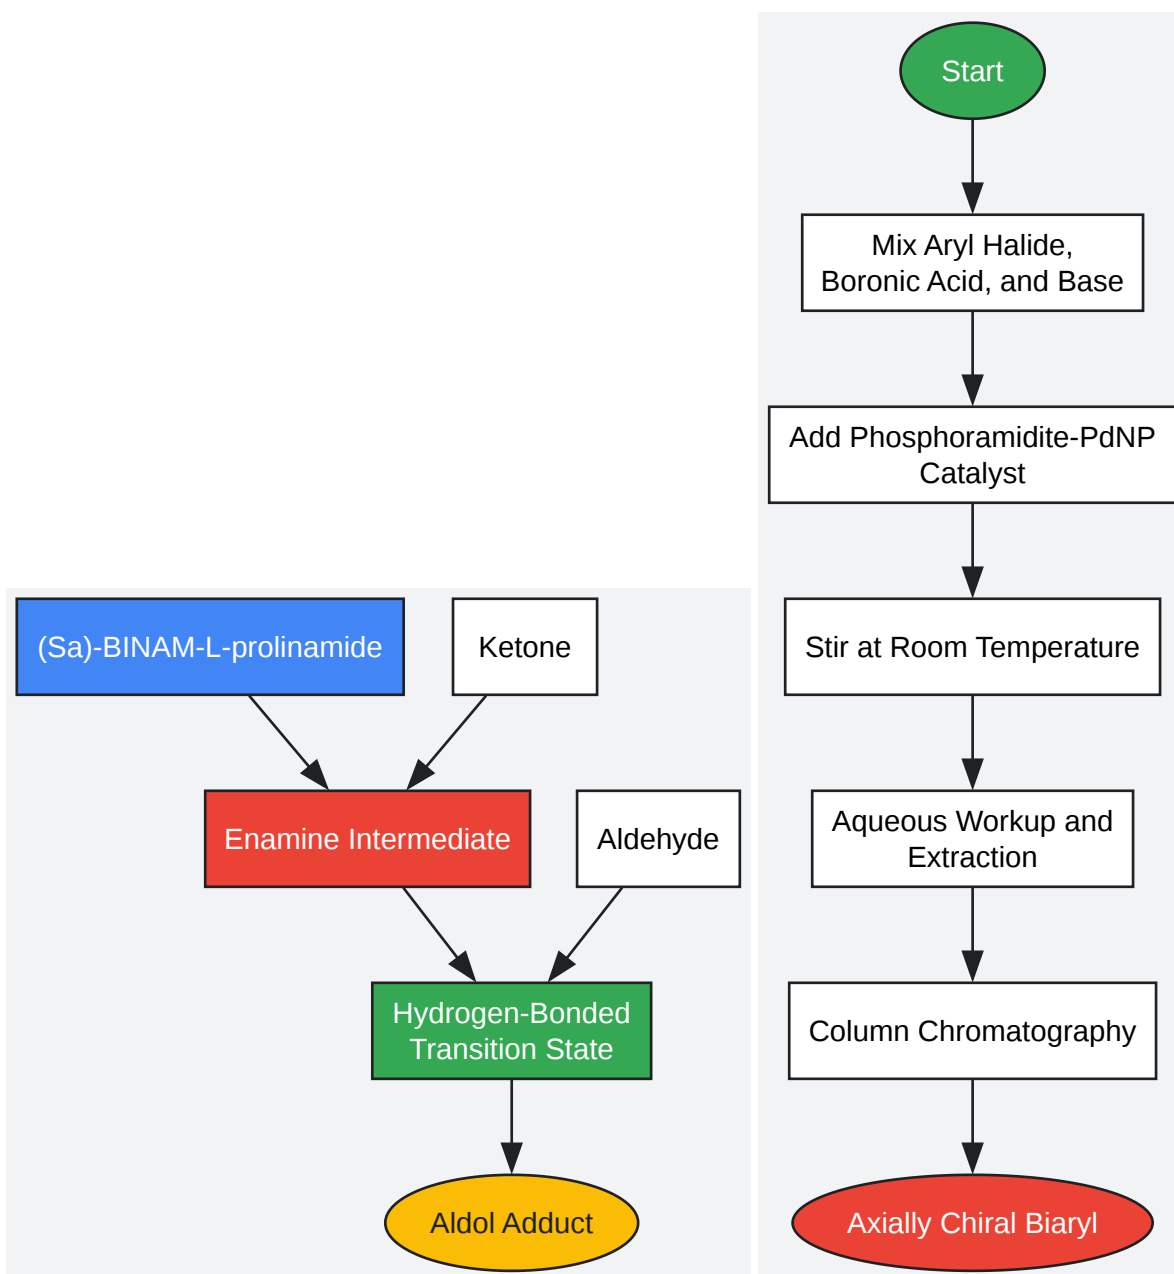 Start
Mix Aryl Halide,
Boronic Acid, and Base
Add Phosphoramidite-PdNP
Catalyst
Stir at Room Temperature
Aqueous Workup and
Extraction
Column Chromatography
Axially Chiral Biaryl
(Sa)-BINAM-L-prolinamide
Ketone
Enamine Intermediate
Aldehyde
Hydrogen-Bonded
Transition State
Aldol Adduct